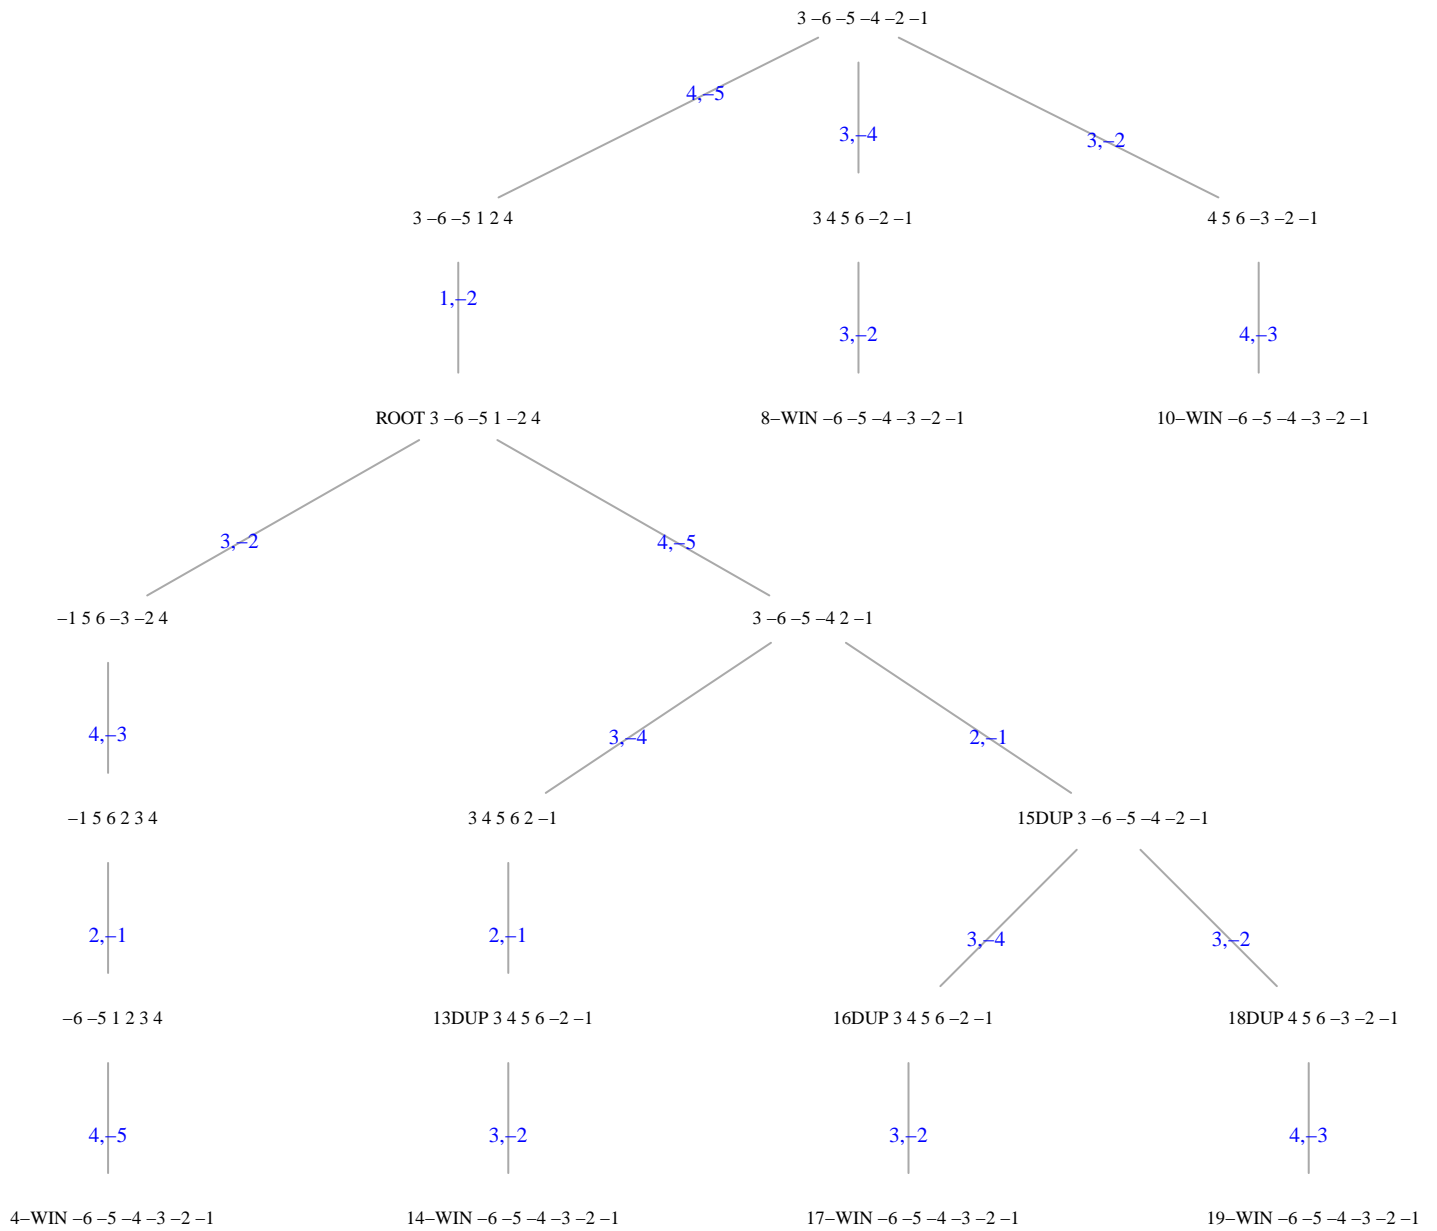 3 –6 –5 –4 –2 –1
4,–5
3,–4
3,–2
3 –6 –5 1 2 4
3 4 5 6 –2 –1
4 5 6 –3 –2 –1
1,–2
3,–2
4,–3
ROOT 3 –6 –5 1 –2 4
8–WIN –6 –5 –4 –3 –2 –1
10–WIN –6 –5 –4 –3 –2 –1
3,–2
4,–5
–1 5 6 –3 –2 4
3 –6 –5 –4 2 –1
4,–3
3,–4
2,–1
–1 5 6 2 3 4
3 4 5 6 2 –1
15DUP 3 –6 –5 –4 –2 –1
2,–1
2,–1
3,–4
3,–2
–6 –5 1 2 3 4
13DUP 3 4 5 6 –2 –1
16DUP 3 4 5 6 –2 –1
18DUP 4 5 6 –3 –2 –1
4,–5
3,–2
3,–2
4,–3
4–WIN –6 –5 –4 –3 –2 –1
14–WIN –6 –5 –4 –3 –2 –1
17–WIN –6 –5 –4 –3 –2 –1
19–WIN –6 –5 –4 –3 –2 –1